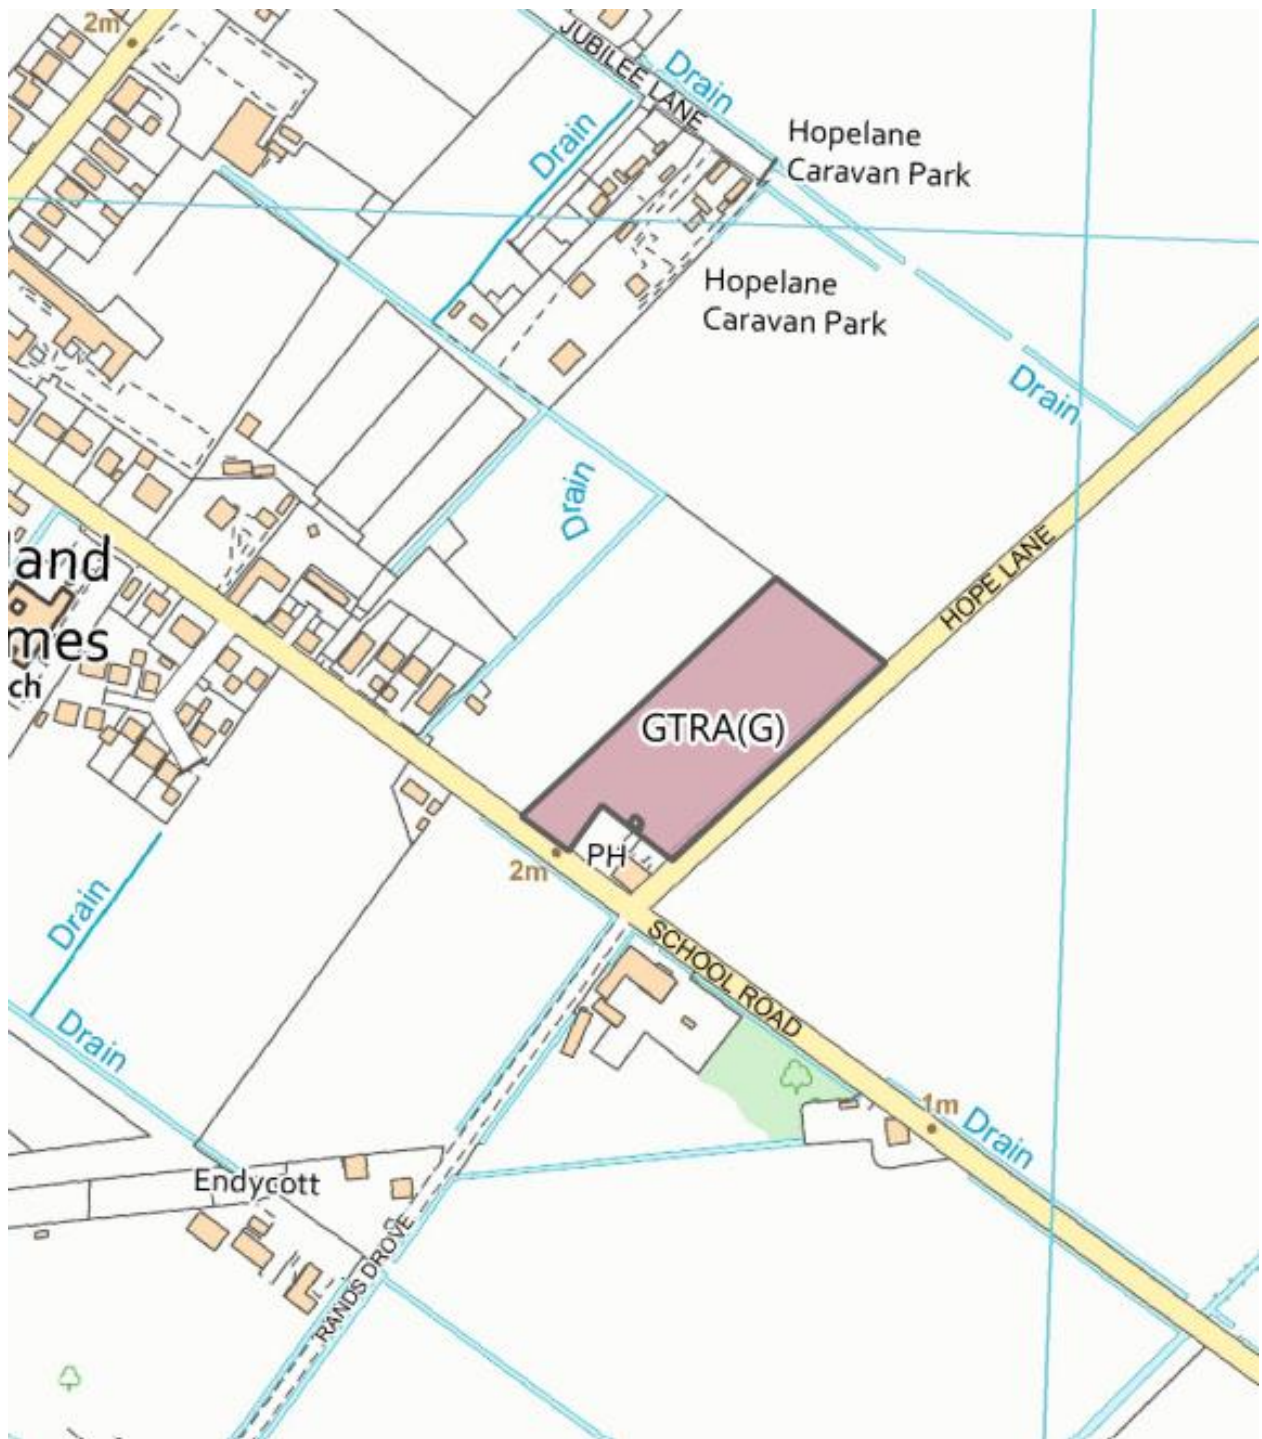 2m
JUBILEE LANE
Drain
Drain
Hopelane
Caravan Park
Hopelane
Caravan Park
Drain
Drain
HOPE LANE
and
mes
ch
GTRA(G)
PH
2m
Drain
SCHOOL ROAD
Drain
1m
Drain
Endycott
RANDS DROVE